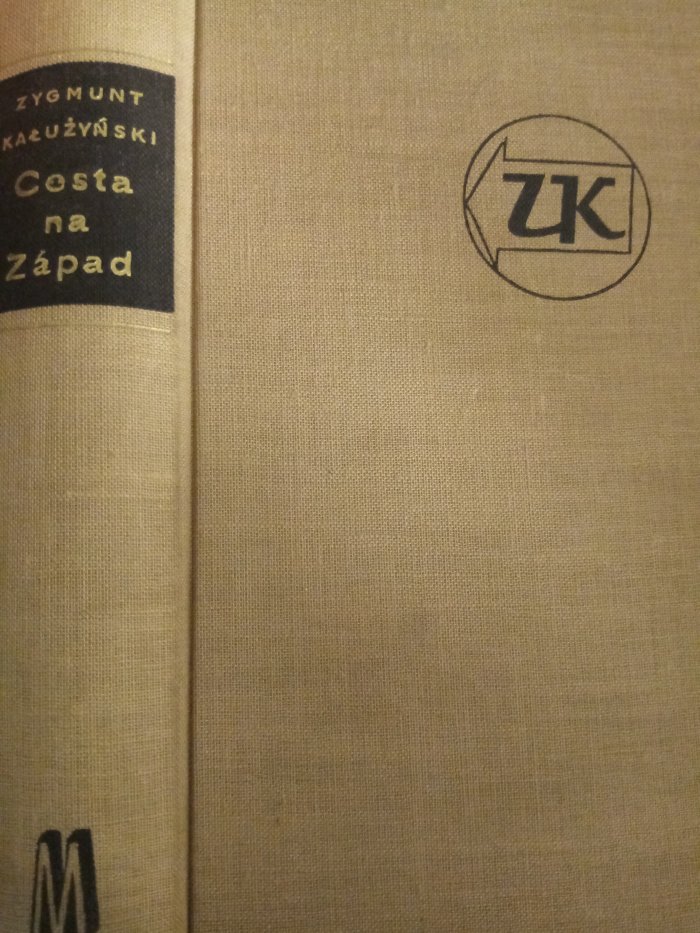 ZYGMUNT
KAŁUŻYŃSKI
Cesta
na
Západ
ZK
M